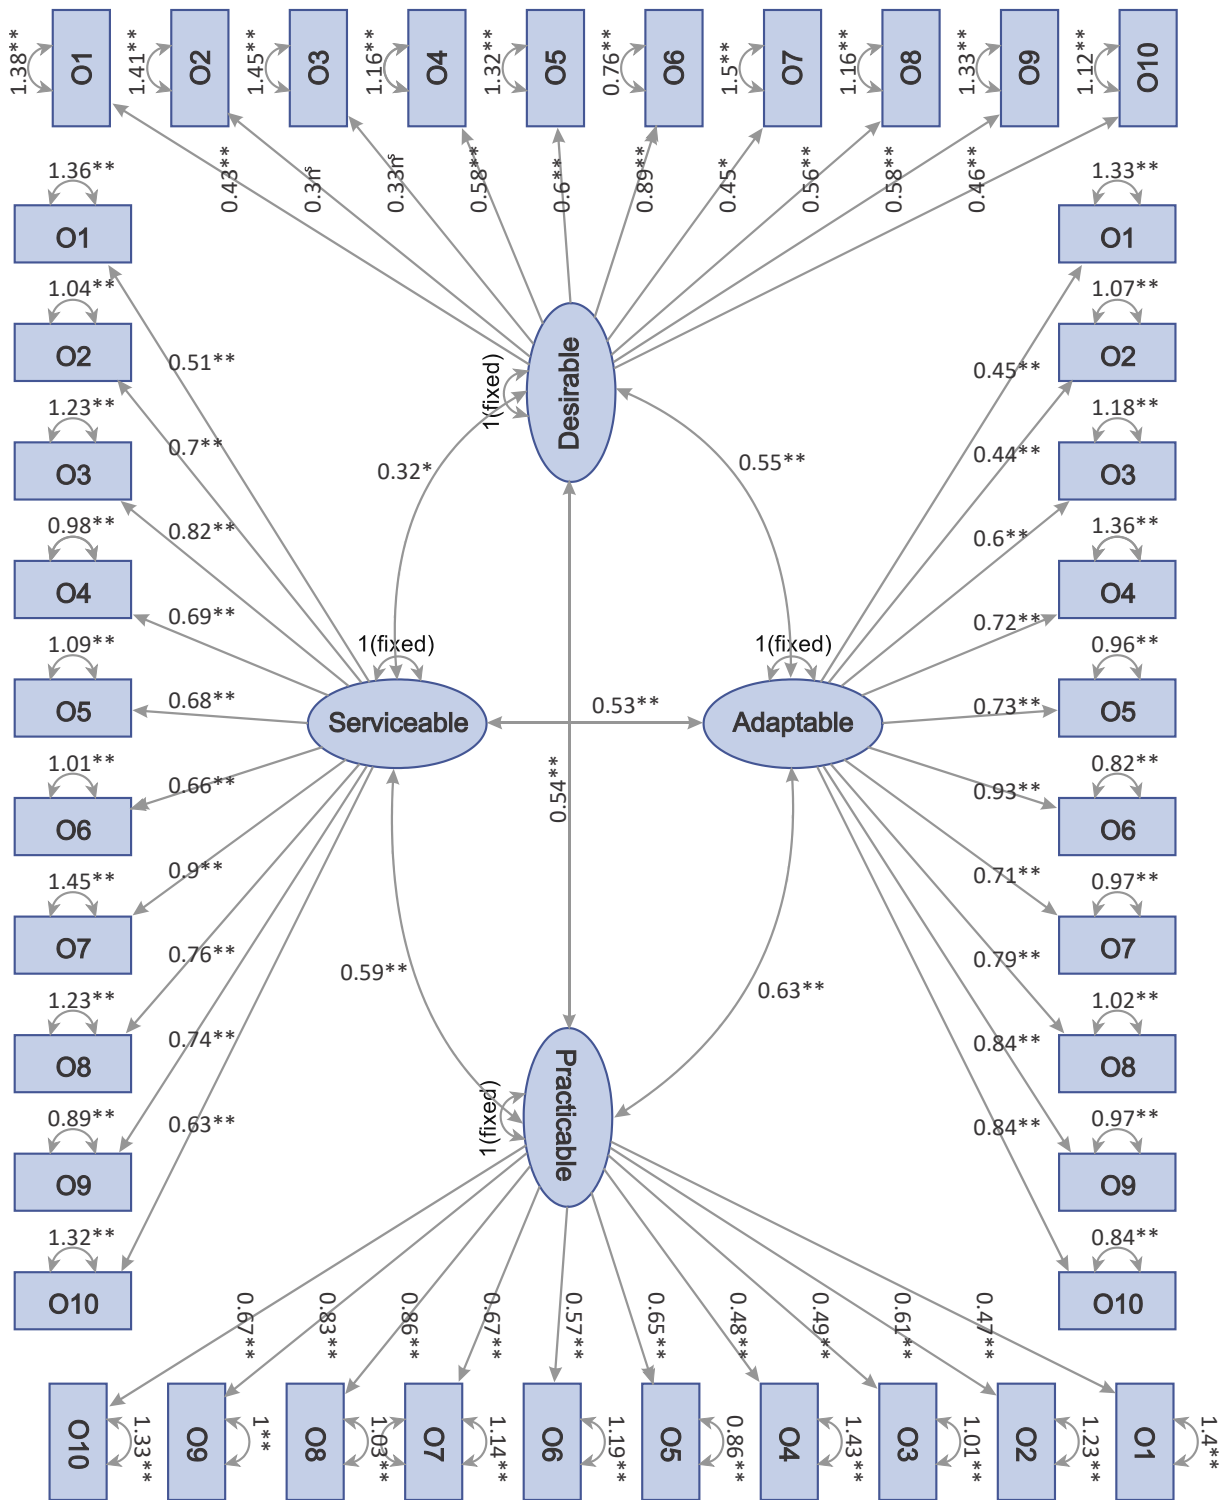 1.38** 1.41** 1.45** 1.16** 1.32** 0.76** 1.5** 1.16** 1.33** 1.12**
O1 O2 O3 O4 O5 O6 O7 O8 O9 O10
0.43** 0.3ns 0.33ns 0.58** 0.6** 0.89** 0.45* 0.56** 0.58** 0.46**
1.36**
O1
1.04**
O2
1.23**
O3
0.98**
O4
1.09**
O5
1.01**
O6
1.45**
O7
1.23**
O8
0.89**
O9
1.32**
O10
0.51**
0.7**
0.82**
0.69**
0.68**
0.66**
0.9**
0.76**
0.74**
0.63**
1(fixed)
Desirable
0.32*
0.55**
1(fixed)
Serviceable
0.53**
0.54**
1(fixed)
Adaptable
0.59**
0.63**
1(fixed)
Practicable
0.45**
0.44**
0.6**
0.72**
0.73**
0.93**
0.71**
0.79**
0.84**
0.84**
1.33**
O1
1.07**
O2
1.18**
O3
1.36**
O4
0.96**
O5
0.82**
O6
0.97**
O7
1.02**
O8
0.97**
O9
0.84**
O10
0.67** 0.83** 0.86** 0.67** 0.57** 0.65** 0.48** 0.49** 0.61** 0.47**
O10 O9 O8 O7 O6 O5 O4 O3 O2 O1
1.33** 1** 1.03** 1.14** 1.19** 0.86** 1.43** 1.01** 1.23** 1.4**